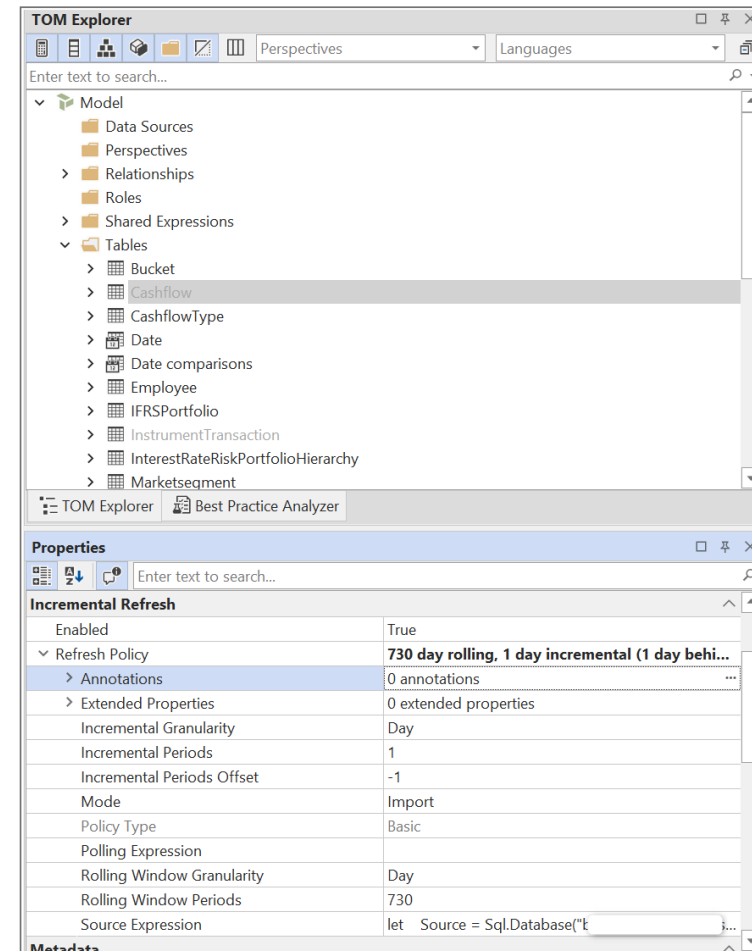 TOM Explorer
Perspectives
Languages
Enter text to search...
Model
Data Sources
Perspectives
Relationships
Roles
Shared Expressions
Tables
Bucket
Cashflow
CashflowType
Date
Date comparisons
Employee
IFRSPortfolio
InstrumentTransaction
InterestRateRiskPortfolioHierarchy
Marketsegment
TOM Explorer Best Practice Analyzer
Properties
Enter text to search...
Incremental Refresh
Enabled True
Refresh Policy 730 day rolling, 1 day incremental (1 day behi...
Annotations 0 annotations ...
Extended Properties 0 extended properties
Incremental Granularity Day
Incremental Periods 1
Incremental Periods Offset -1
Mode Import
Policy Type Basic
Polling Expression
Rolling Window Granularity Day
Rolling Window Periods 730
Source Expression let Source = Sql.Database("b s...
Metadata